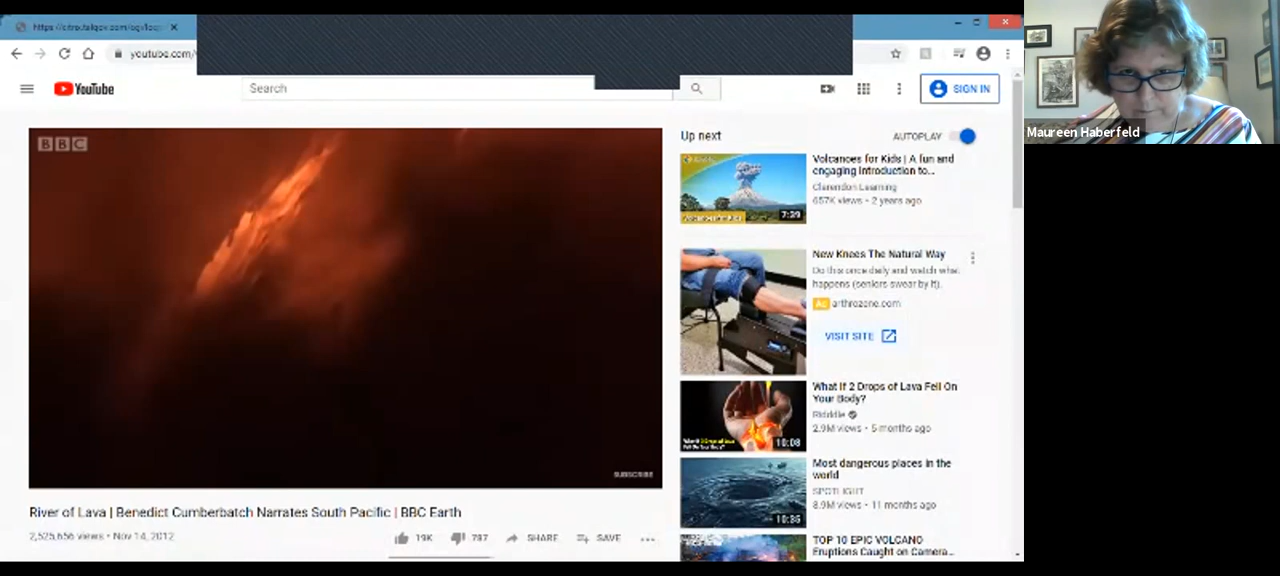 youtube.com/
YouTube
Search
SIGN IN
BBC
SUBSCRIBE
River of Lava | Benedict Cumberbatch Narrates South Pacific | BBC Earth
2,525,656 views • Nov 14, 2012
19K
787
SHARE
SAVE
Up next
AUTOPLAY
7:39
Volcanoes for Kids | A fun and
engaging introduction to...
Clarendon Learning
657K views • 2 years ago
New Knees The Natural Way
Do this once daily and watch what
happens (seniors swear by it).
Ad arthrozene.com
VISIT SITE
10:08
What If 2 Drops of Lava Fell On
Your Body?
Ridddle
2.9M views • 5 months ago
10:35
Most dangerous places in the
world
SPOTLIGHT
8.9M views • 11 months ago
TOP 10 EPIC VOLCANO
Eruptions Caught on Camera...
Maureen Haberfeld